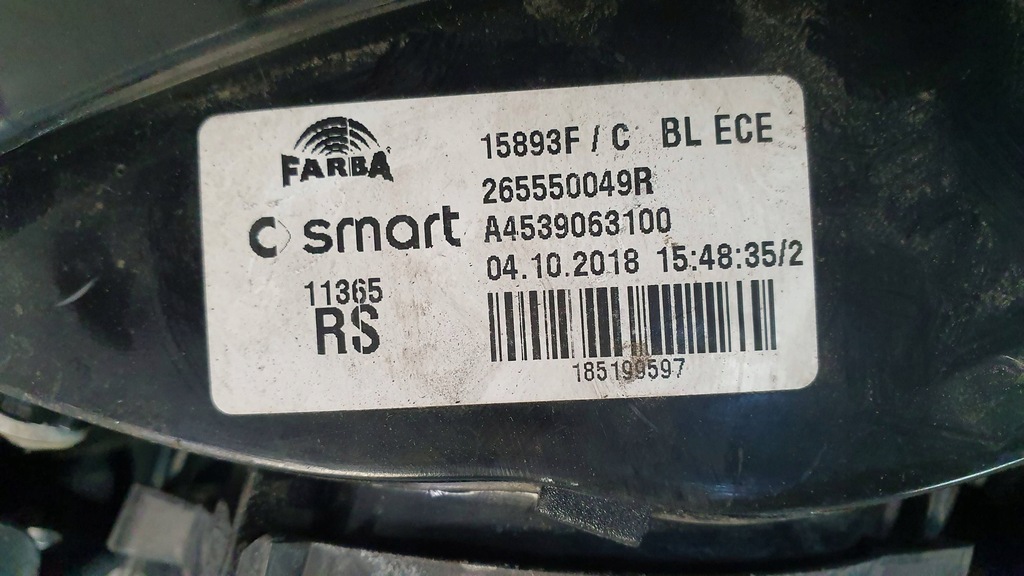 FARBA
smart
11365
RS
15893F / C BL ECE
265550049R
A4539063100
04.10.2018 15:48:35/2
185199597